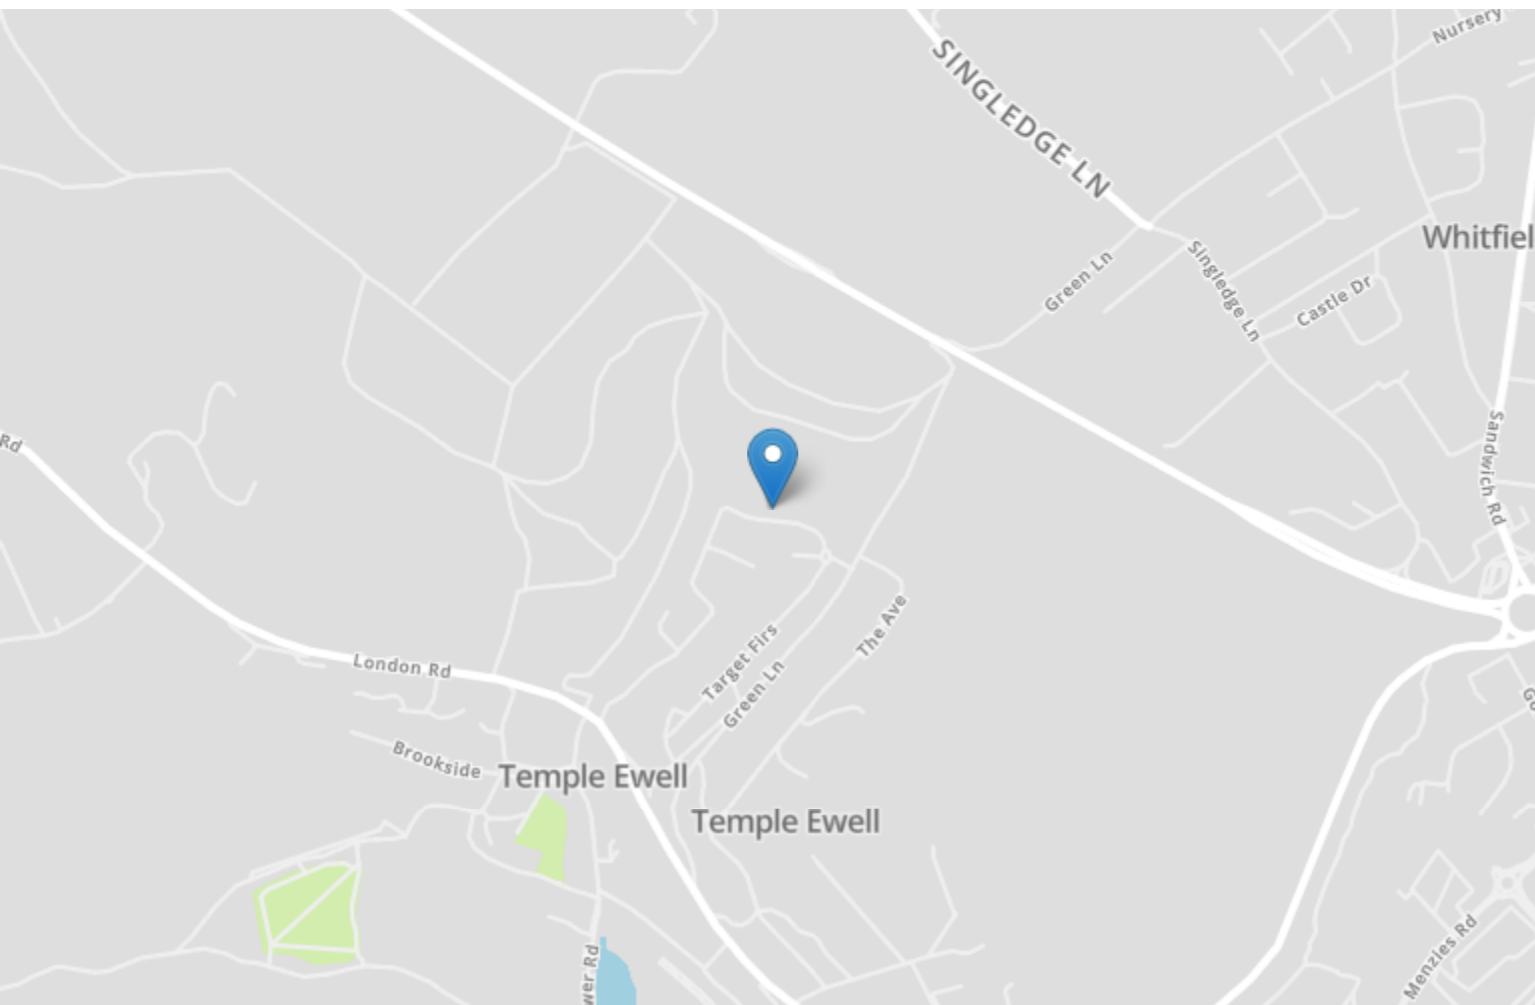 Nursery
SINGLEDGE LN
Whitfiel
Green Ln
Singledge Ln
Castle Dr
Rd
Sandwich Rd
The Ave
Target Firs
Green Ln
London Rd
Brookside
Temple Ewell
Temple Ewell
wer Rd
Menzies Rd